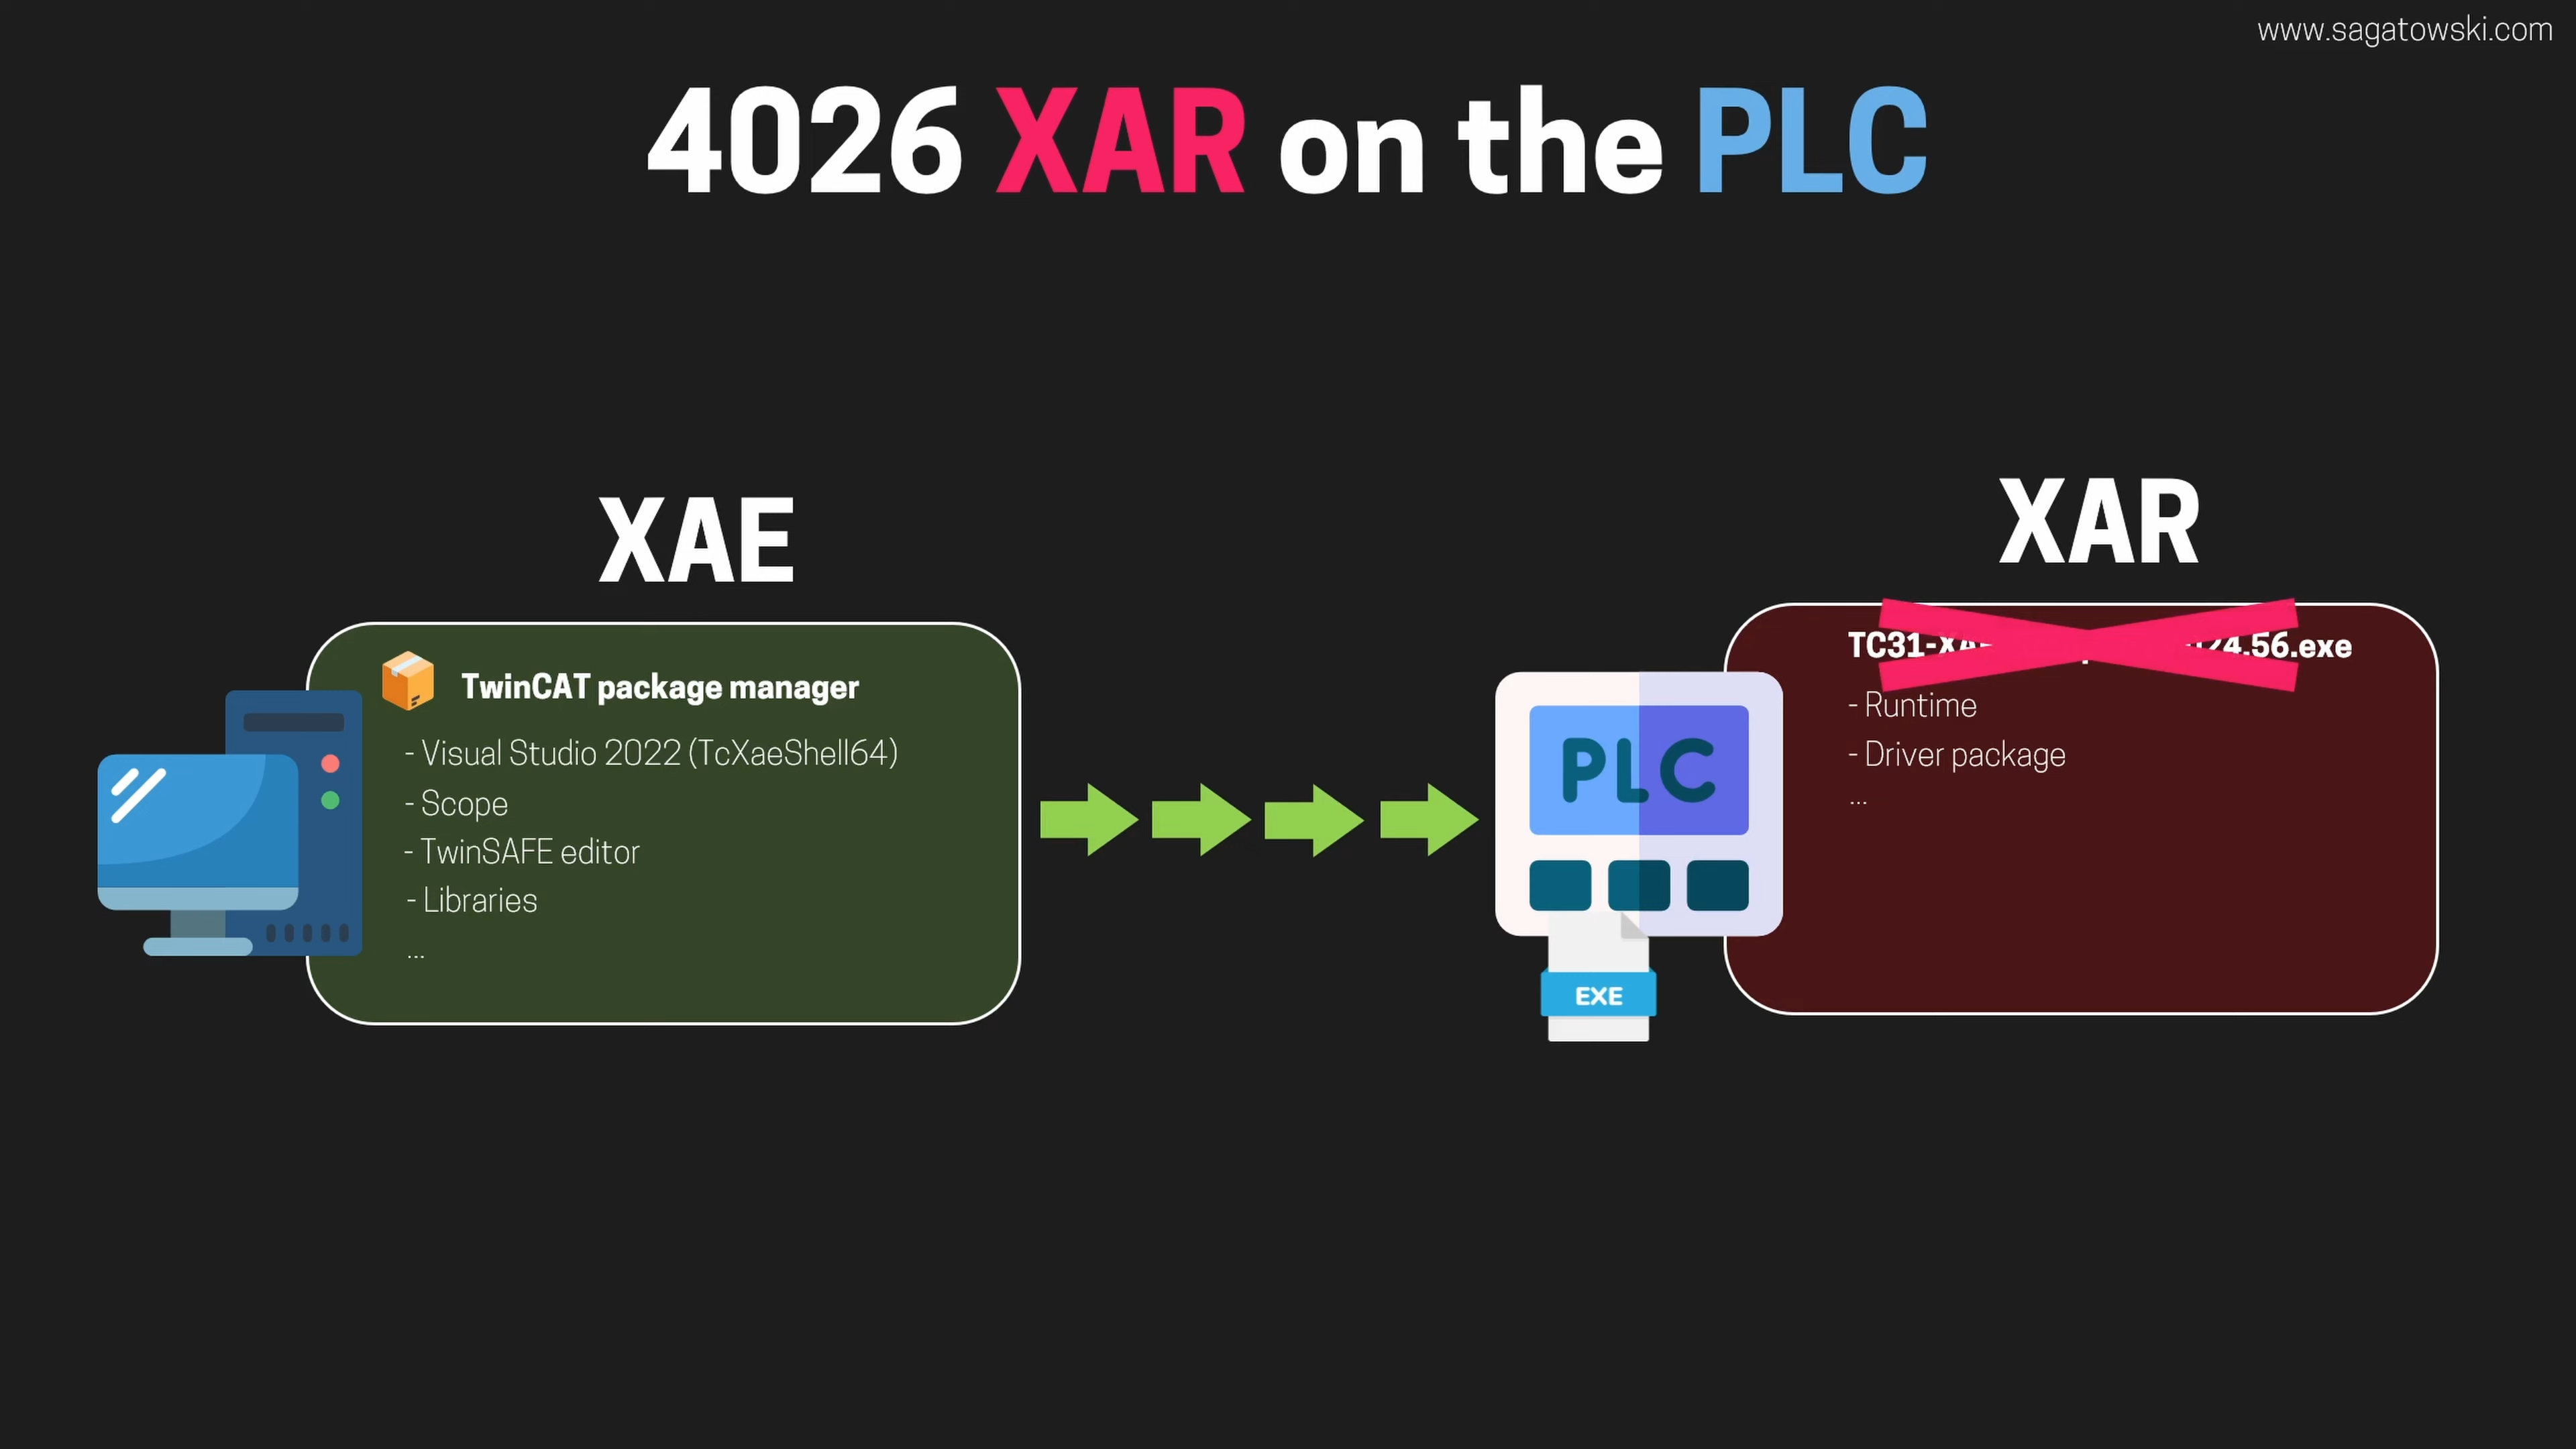 www.sagatowski.com
4026 XAR on the PLC
XAE
TwinCAT package manager
- Visual Studio 2022 (TcXaeShell64)
- Scope
- TwinSAFE editor
- Libraries
...
PLC
EXE
XAR
.56.exe
- Runtime
- Driver package
...